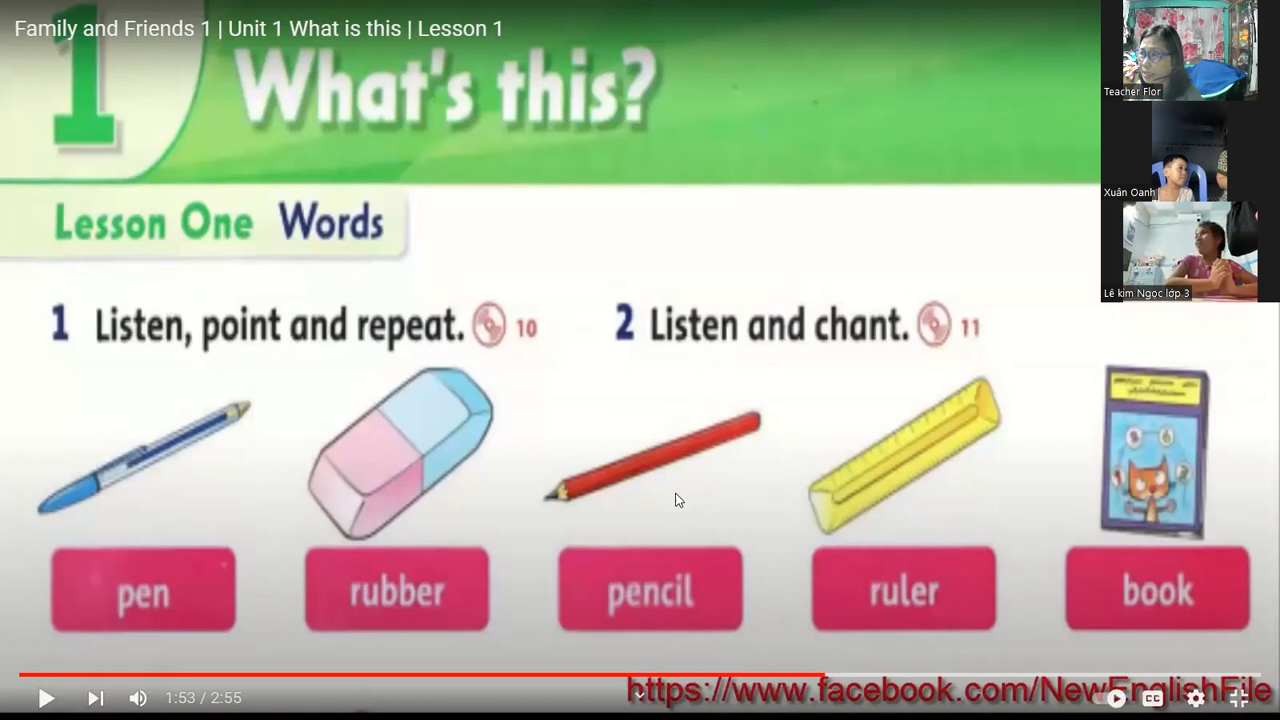 Family and Friends 1 | Unit 1 What is this | Lesson 1
1
What's this?
Teacher Flor
Xuân Oanh
Lê kim Ngọc lớp 3
Lesson One Words
1 Listen, point and repeat. 10
2 Listen and chant. 11
pen
rubber
pencil
ruler
book
1:53 / 2:55
CC
https://www.facebook.com/NewEnglishFile